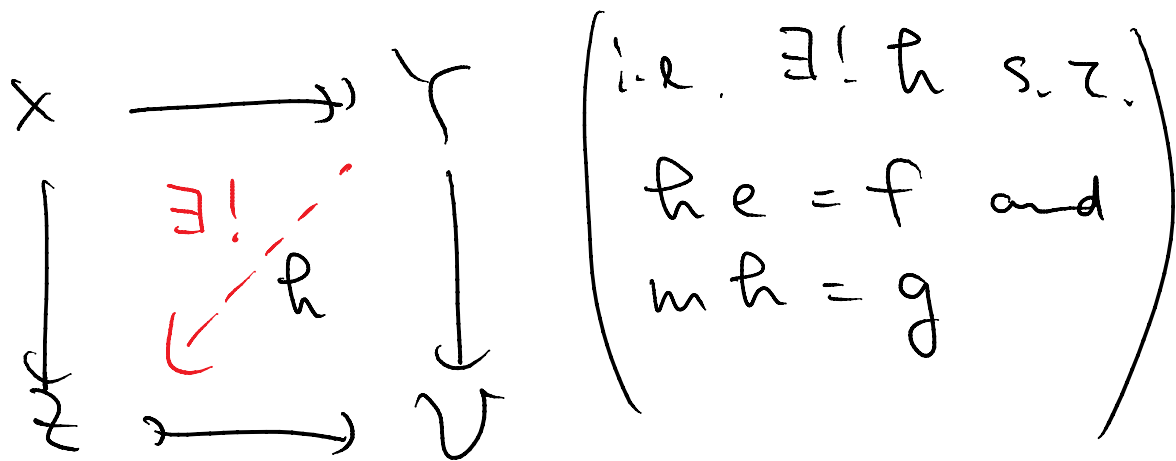 X Y
∃!
h
Z V
(i.e. ∃! h s.t.
he = f and
mh = g)